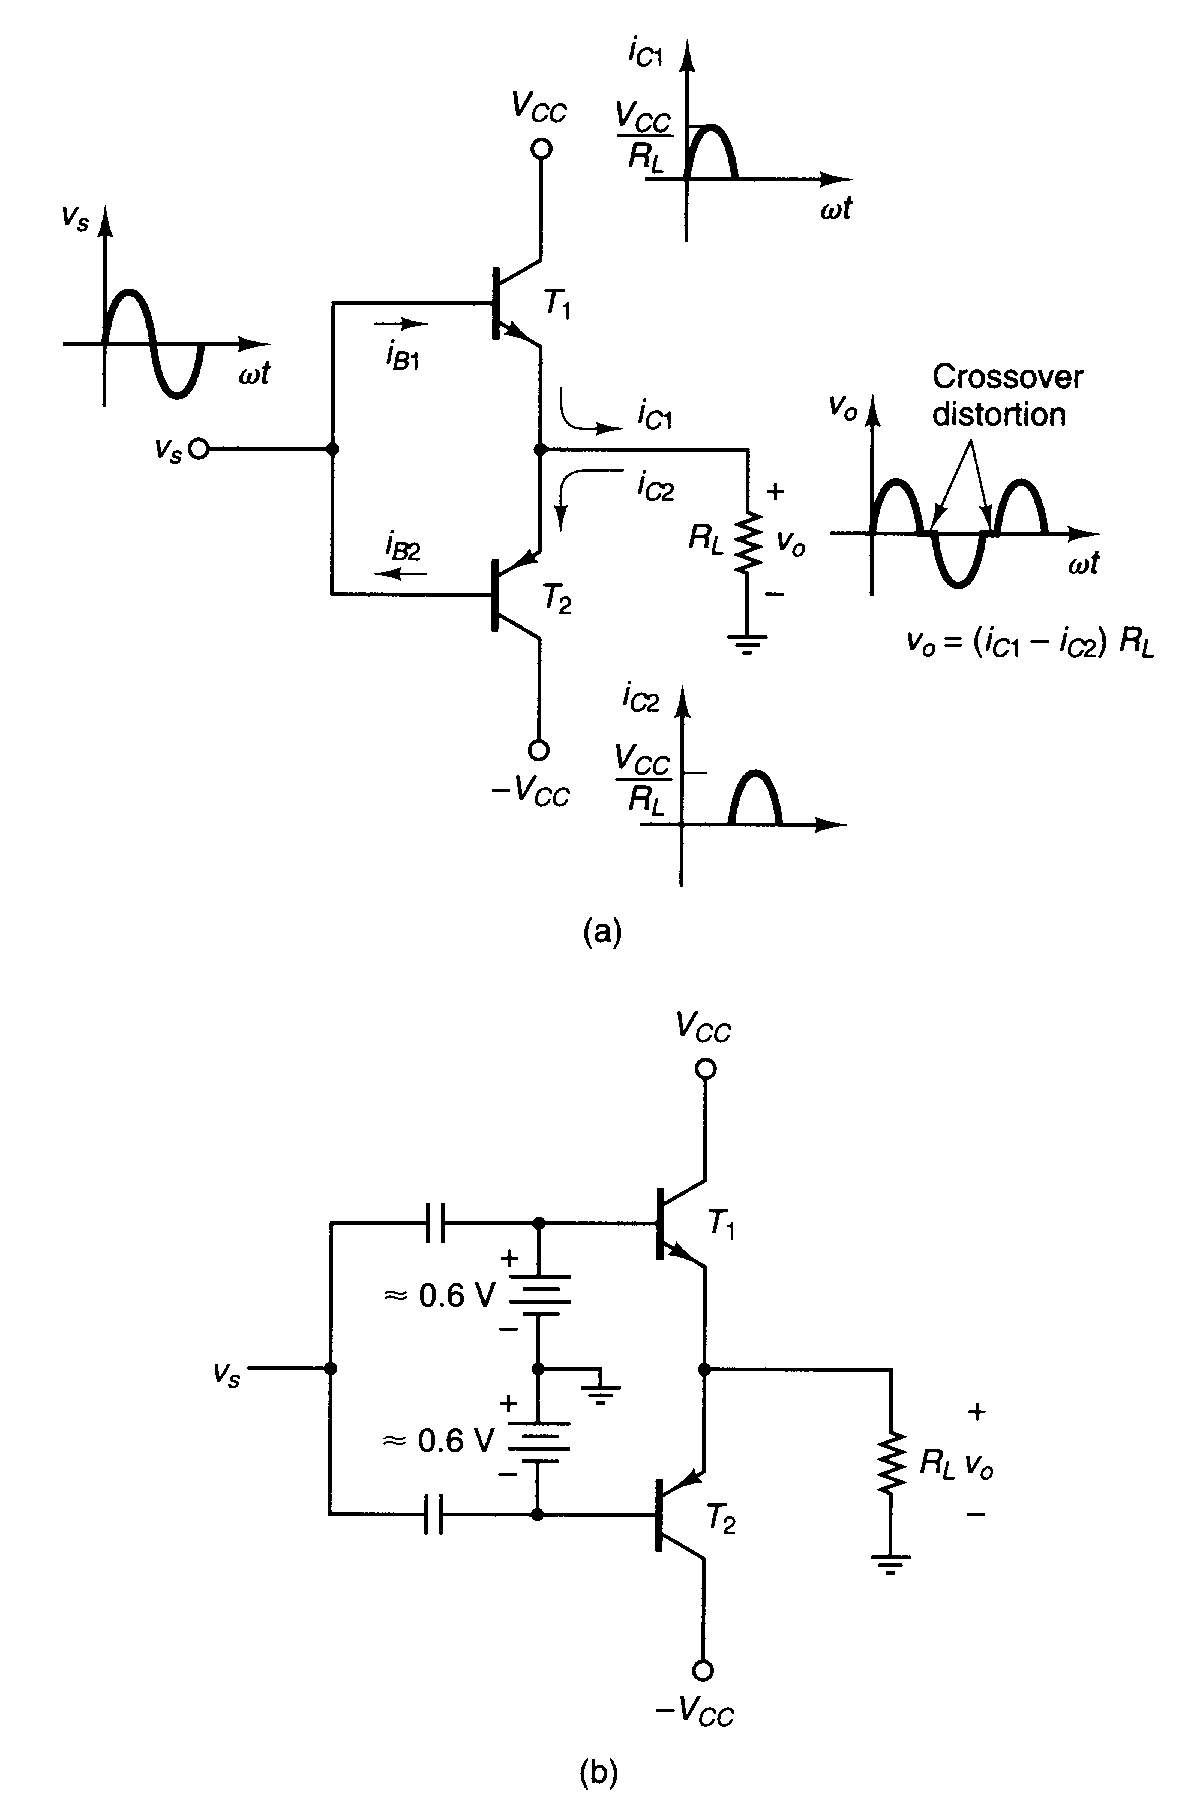 i_C1
V_CC
V_CC
R_L
ωt
v_s
T_1
i_B1
ωt
Crossover
distortion
v_o
i_C1
v_s
i_C2
+
R_L v_o
i_B2
ωt
T_2
−
v_o = (i_C1 − i_C2) R_L
i_C2
V_CC
R_L
−V_CC
(a)
V_CC
T_1
+
≈ 0.6 V
−
v_s
+
+
≈ 0.6 V
R_L v_o
−
T_2
−
−V_CC
(b)